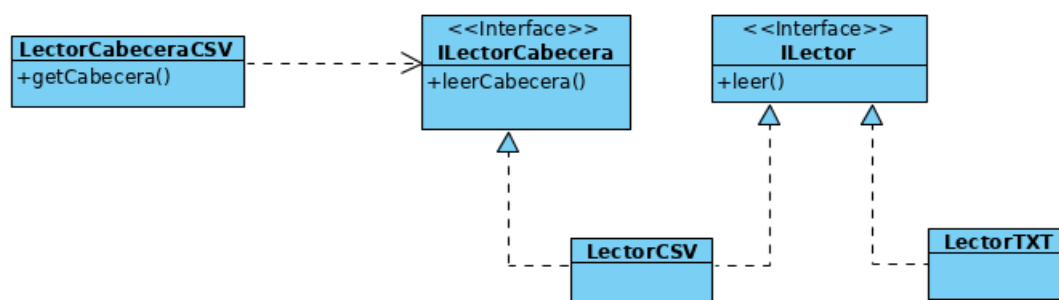 LectorCabeceraCSV
+getCabecera()
<<Interface>>
ILectorCabecera
+leerCabecera()
<<Interface>>
ILector
+leer()
LectorCSV
LectorTXT